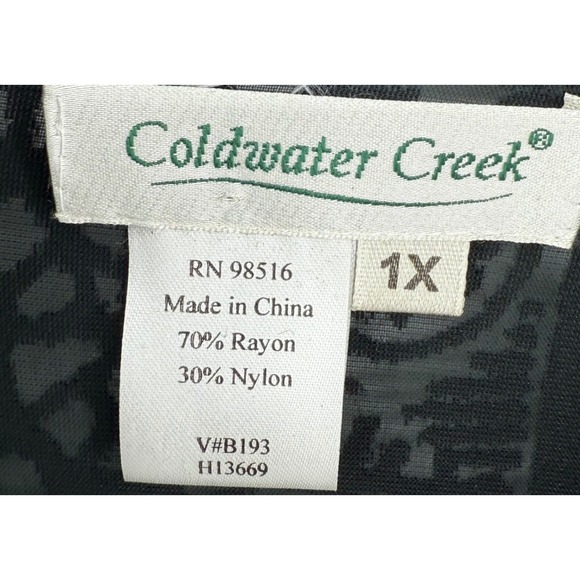 Coldwater Creek®
1X
RN 98516
Made in China
70% Rayon
30% Nylon
V#B193
H13669